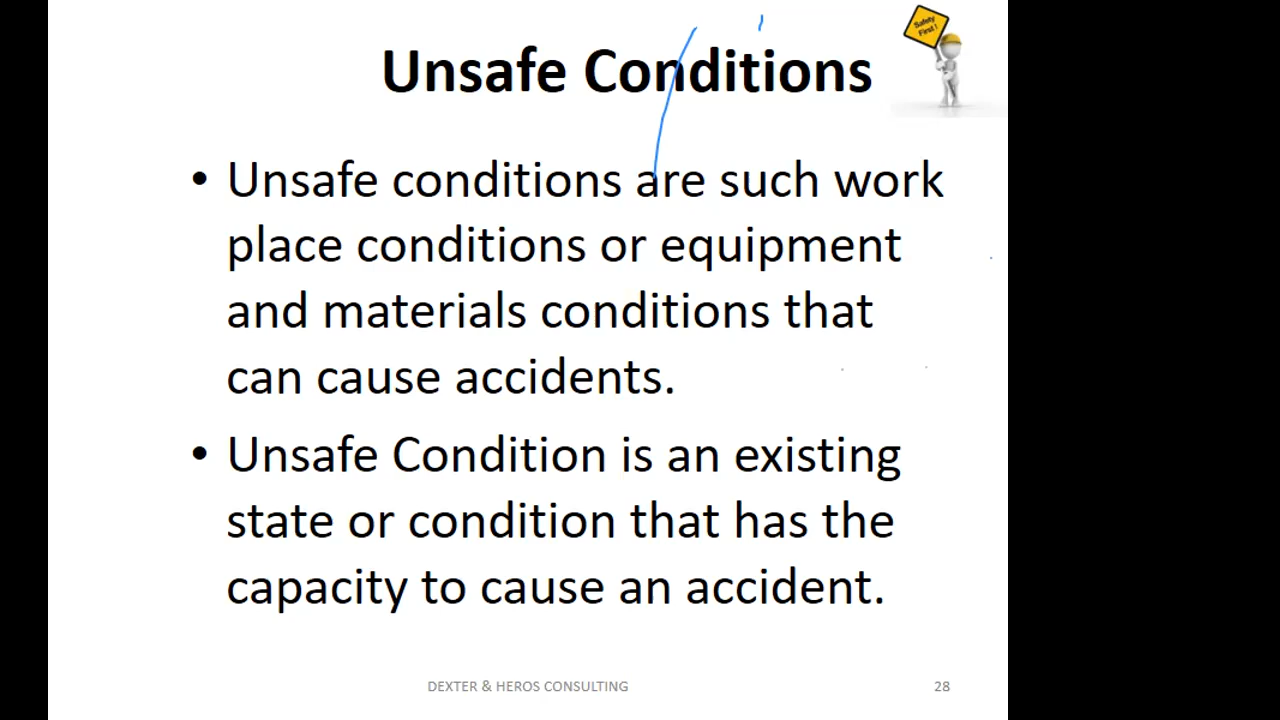 Unsafe Conditions
Safety
First !
• Unsafe conditions are such work
place conditions or equipment
and materials conditions that
can cause accidents.
• Unsafe Condition is an existing
state or condition that has the
capacity to cause an accident.
DEXTER & HEROS CONSULTING
28